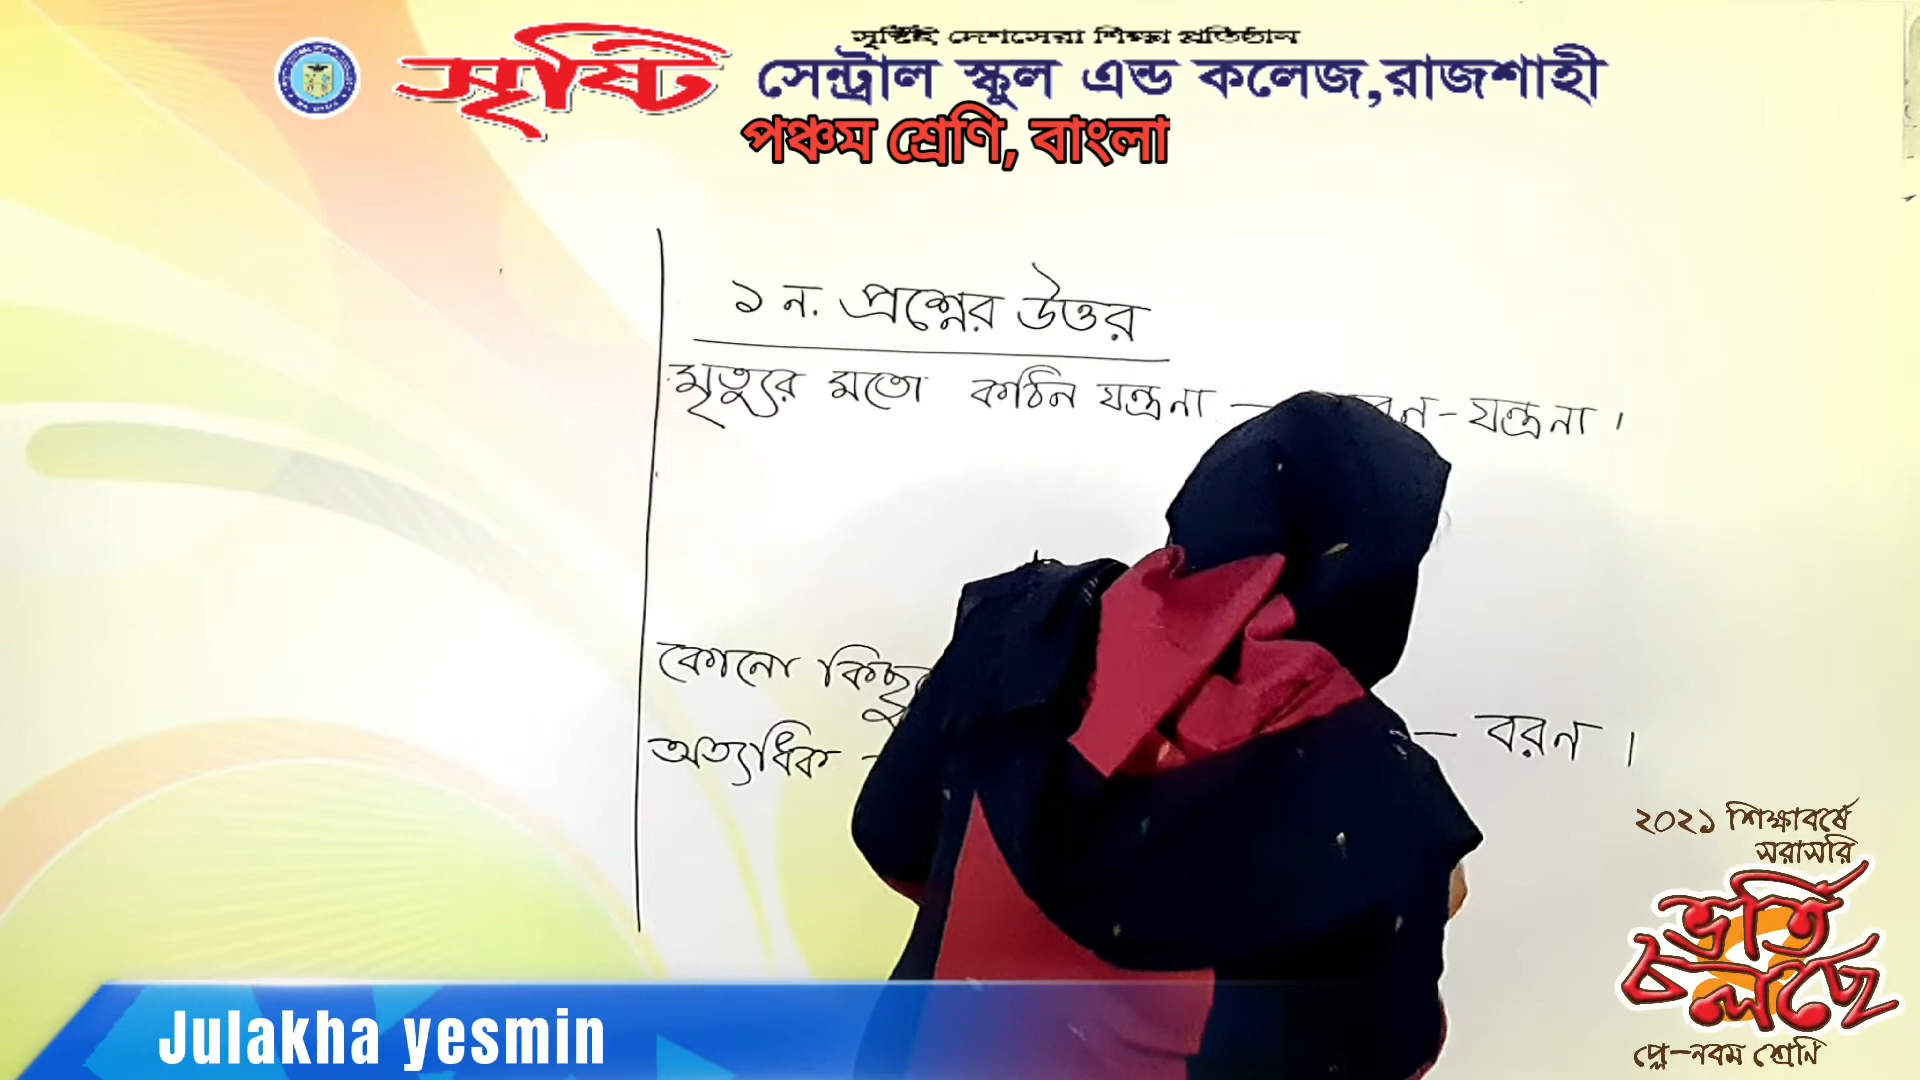 সৃষ্টিই দেশসেরা শিক্ষা প্রতিষ্ঠান
সৃষ্টি সেন্ট্রাল স্কুল এন্ড কলেজ,রাজশাহী
পঞ্চম শ্রেণি, বাংলা
১ ন. প্রশ্নের উত্তর
মৃত্যুর মতো কঠিন যন্ত্রনা — যন্ত্রনা।
কোনো
অত্যধিক — বরন।
২০২১ শিক্ষাবর্ষে
সরাসরি
ভর্তি
চলছে
প্লে-নবম শ্রেণি
Julakha yesmin